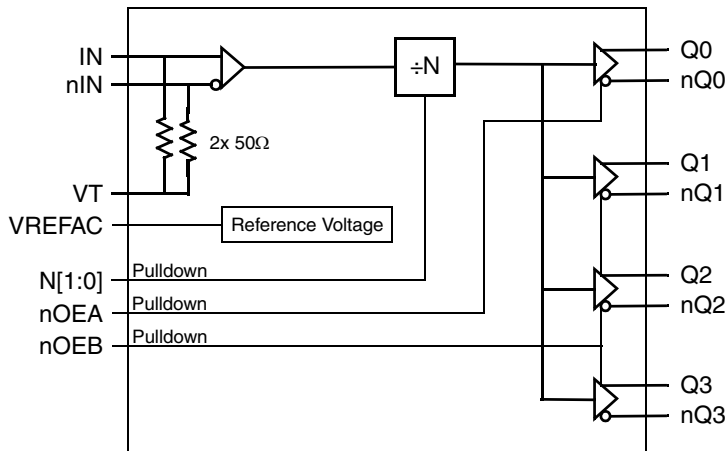 IN
nIN
÷N
2x 50Ω
VT
VREFAC
Reference Voltage
N[1:0]
Pulldown
nOEA
Pulldown
nOEB
Pulldown
Q0
nQ0
Q1
nQ1
Q2
nQ2
Q3
nQ3